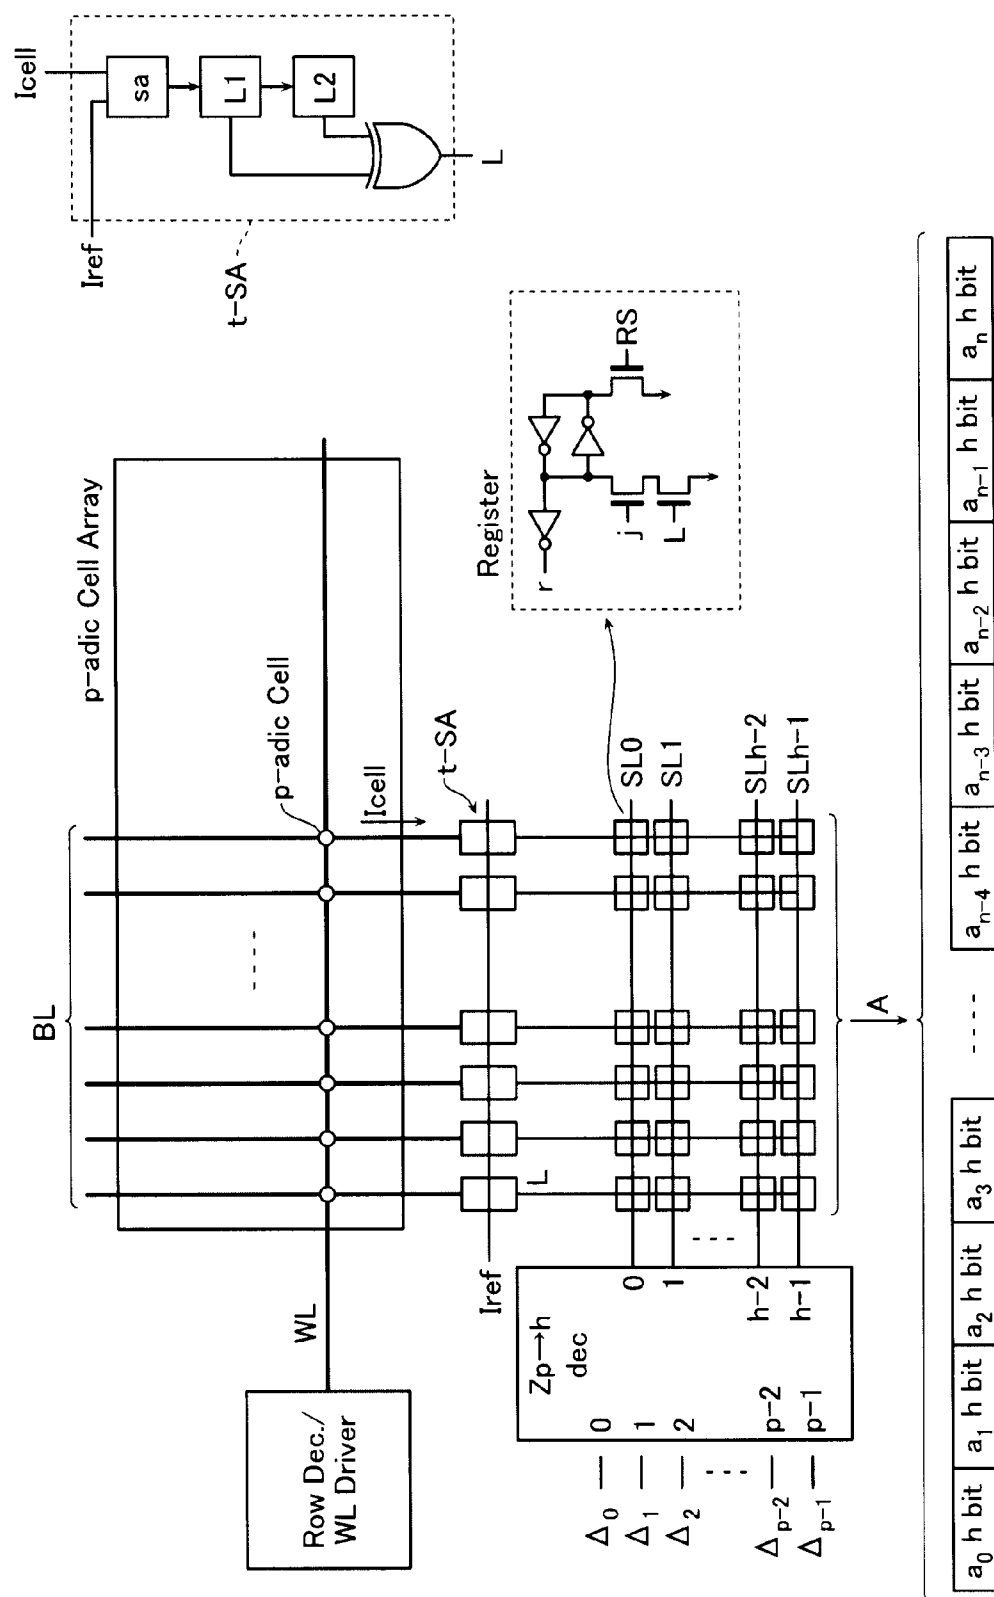 BL
p-adic Cell Array
Row Dec./
WL Driver
WL
p-adic Cell
Icell
t-SA
Iref
L
Zp→h
dec
Δ0
Δ1
Δ2
-----
Δp-2
Δp-1
0
1
2
p-2
p-1
0
1
----
h-2
h-1
SL0
SL1
SLh-2
SLh-1
A
Register
r
j
L
RS
Icell
Iref
sa
L1
L2
L
t-SA
a0 h bit
a1 h bit
a2 h bit
a3 h bit
-----
an-4 h bit
an-3 h bit
an-2 h bit
an-1 h bit
an h bit